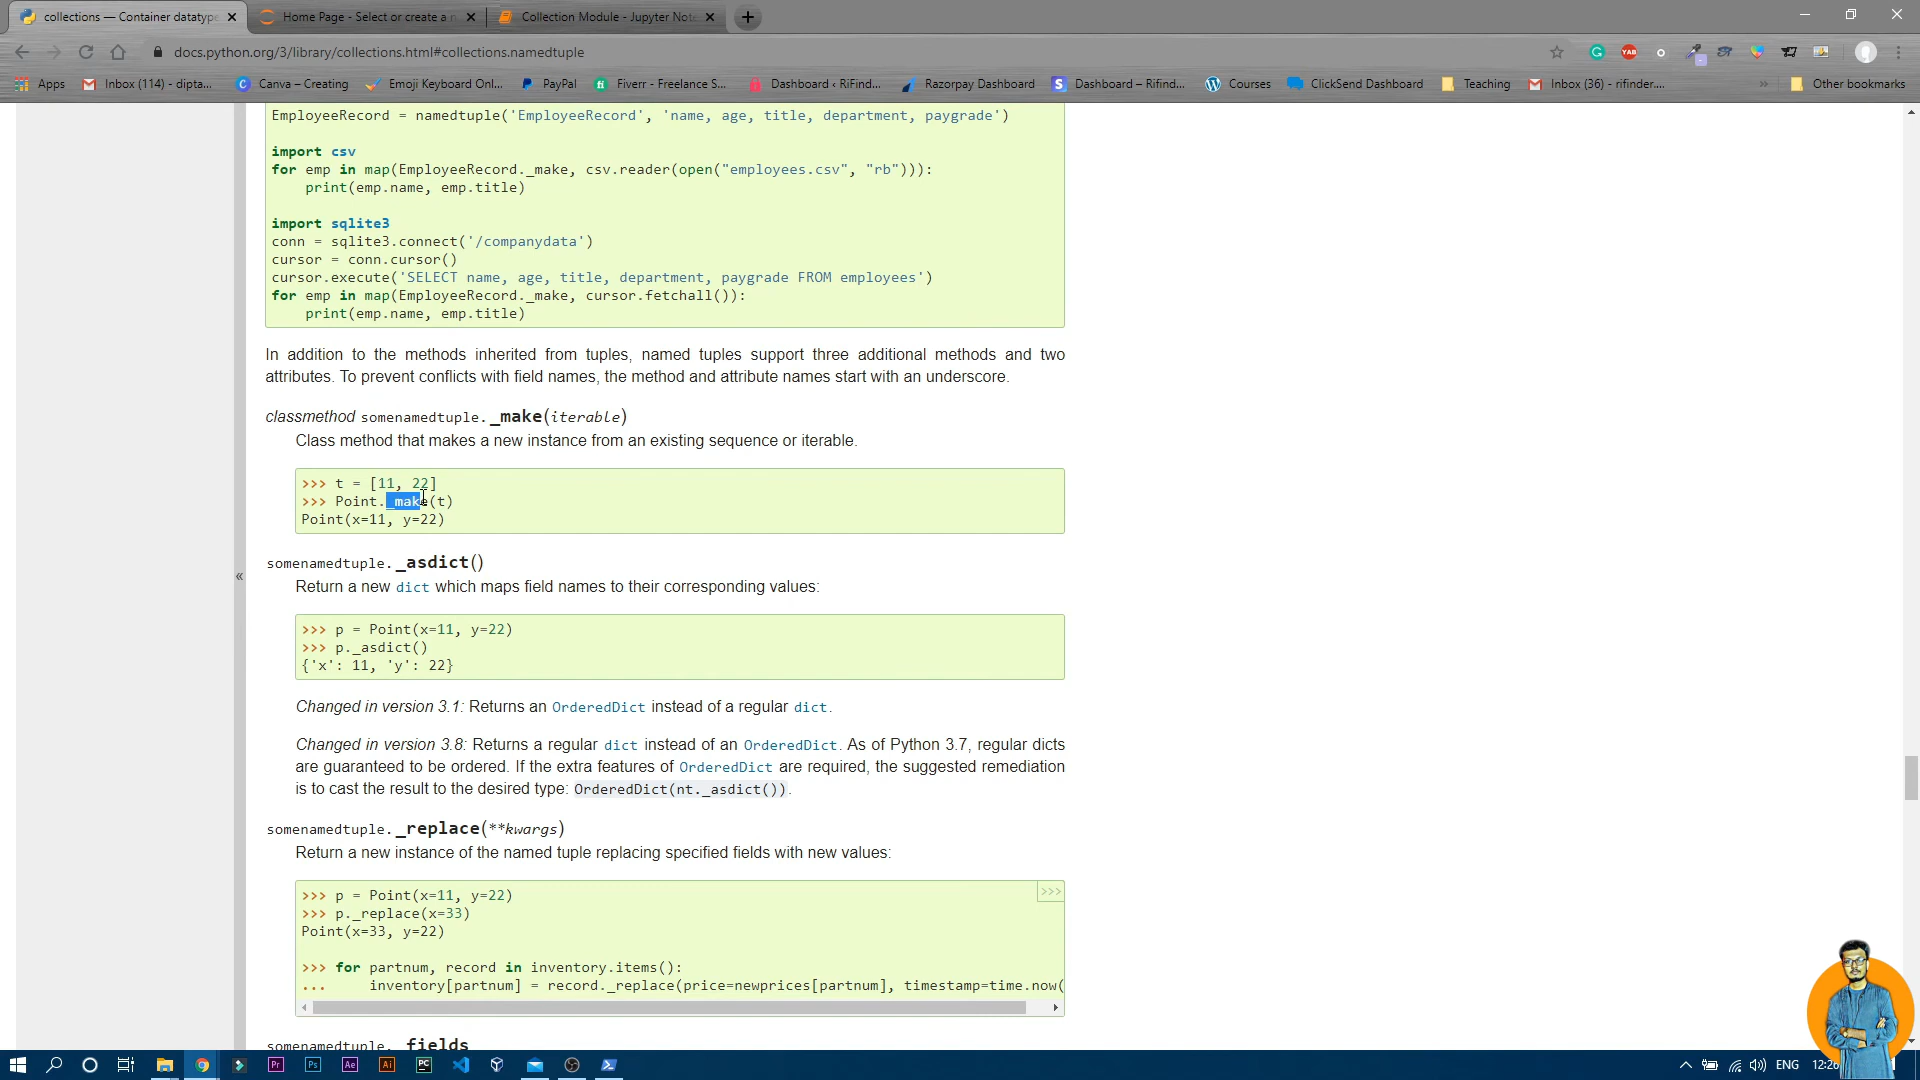 collections — Container datatype
Home Page - Select or create a n
Collection Module - Jupyter Note
docs.python.org/3/library/collections.html#collections.namedtuple
Apps
Inbox (114) - dipta...
Canva – Creating
Emoji Keyboard Onl...
PayPal
Fiverr - Freelance S...
Dashboard ‹ RiFind...
Razorpay Dashboard
Dashboard – Rifind...
Courses
ClickSend Dashboard
Teaching
Inbox (36) - rifinder....
»
Other bookmarks
EmployeeRecord = namedtuple('EmployeeRecord', 'name, age, title, department, paygrade')
import csv
for emp in map(EmployeeRecord._make, csv.reader(open("employees.csv", "rb"))):
print(emp.name, emp.title)
import sqlite3
conn = sqlite3.connect('/companydata')
cursor = conn.cursor()
cursor.execute('SELECT name, age, title, department, paygrade FROM employees')
for emp in map(EmployeeRecord._make, cursor.fetchall()):
print(emp.name, emp.title)
In addition to the methods inherited from tuples, named tuples support three additional methods and two
attributes. To prevent conflicts with field names, the method and attribute names start with an underscore.
classmethod somenamedtuple._make(iterable)
Class method that makes a new instance from an existing sequence or iterable.
>>> t = [11, 22]
>>> Point._make(t)
Point(x=11, y=22)
somenamedtuple._asdict()
Return a new dict which maps field names to their corresponding values:
>>> p = Point(x=11, y=22)
>>> p._asdict()
{'x': 11, 'y': 22}
Changed in version 3.1: Returns an OrderedDict instead of a regular dict.
Changed in version 3.8: Returns a regular dict instead of an OrderedDict. As of Python 3.7, regular dicts
are guaranteed to be ordered. If the extra features of OrderedDict are required, the suggested remediation
is to cast the result to the desired type: OrderedDict(nt._asdict()).
«
somenamedtuple._replace(**kwargs)
Return a new instance of the named tuple replacing specified fields with new values:
>>>
>>> p = Point(x=11, y=22)
>>> p._replace(x=33)
Point(x=33, y=22)
>>> for partnum, record in inventory.items():
... inventory[partnum] = record._replace(price=newprices[partnum], timestamp=time.now(
somenamedtuple._fields
Pr
Ps
Ae
Ai
PC
ENG